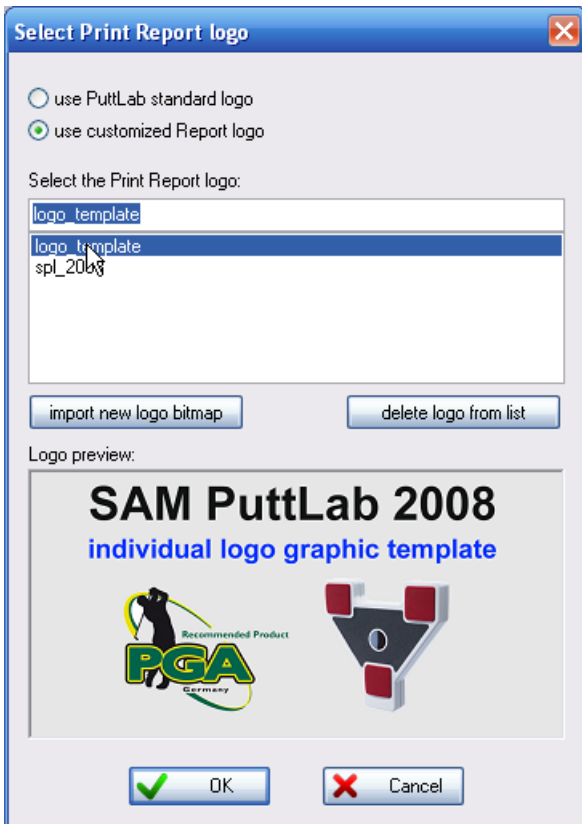 Select Print Report logo
use PuttLab standard logo
use customized Report logo
Select the Print Report logo:
logo_template
logo_template
spl_2008
import new logo bitmap
delete logo from list
Logo preview:
SAM PuttLab 2008
individual logo graphic template
Recommended Product
PGA
Germany
OK
Cancel